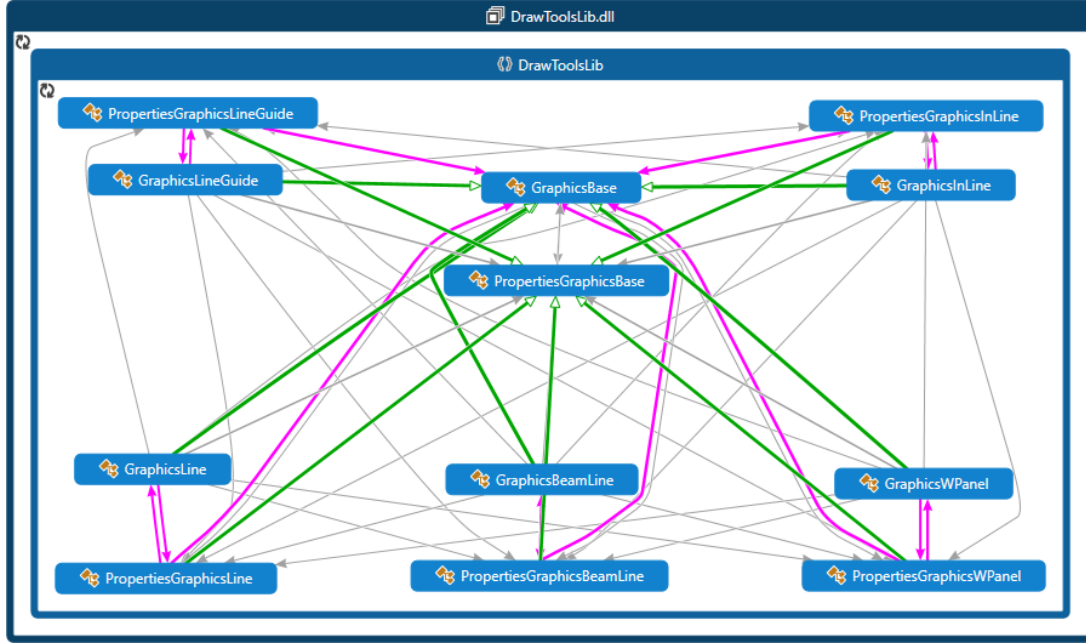 DrawToolsLib.dll
DrawToolsLib
PropertiesGraphicsLineGuide
PropertiesGraphicsInLine
GraphicsLineGuide
GraphicsBase
GraphicsInLine
PropertiesGraphicsBase
GraphicsLine
GraphicsBeamLine
GraphicsWPanel
PropertiesGraphicsLine
PropertiesGraphicsBeamLine
PropertiesGraphicsWPanel